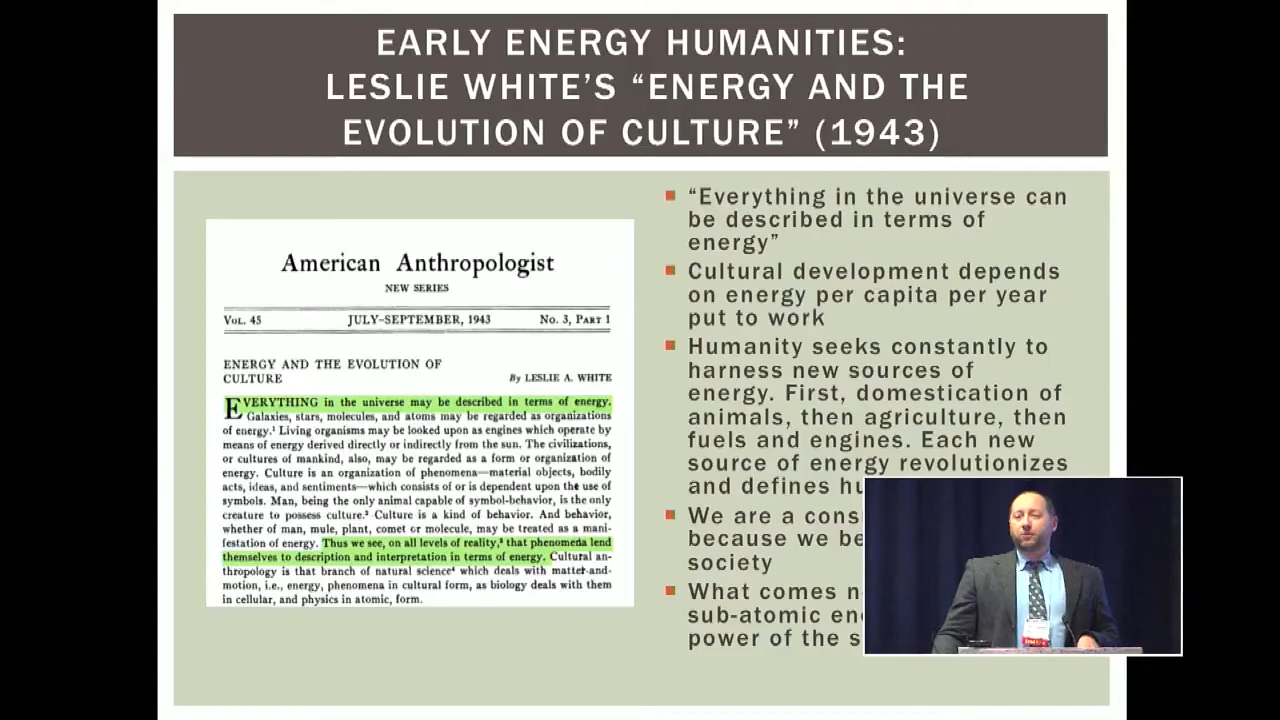 EARLY ENERGY HUMANITIES:
LESLIE WHITE'S “ENERGY AND THE
EVOLUTION OF CULTURE” (1943)
American Anthropologist
NEW SERIES
VOL. 45 JULY–SEPTEMBER, 1943 No. 3, PART 1
ENERGY AND THE EVOLUTION OF
CULTURE By LESLIE A. WHITE
EVERYTHING in the universe may be described in terms of energy.
Galaxies, stars, molecules, and atoms may be regarded as organizations
of energy.¹ Living organisms may be looked upon as engines which operate by
means of energy derived directly or indirectly from the sun. The civilizations,
or cultures of mankind, also, may be regarded as a form or organization of
energy. Culture is an organization of phenomena—material objects, bodily
acts, ideas, and sentiments—which consists of or is dependent upon the use of
symbols. Man, being the only animal capable of symbol-behavior, is the only
creature to possess culture.² Culture is a kind of behavior. And behavior,
whether of man, mule, plant, comet or molecule, may be treated as a mani-
festation of energy. Thus we see, on all levels of reality,³ that phenomena lend
themselves to description and interpretation in terms of energy. Cultural an-
thropology is that branch of natural science⁴ which deals with matter-and-
motion, i.e., energy, phenomena in cultural form, as biology deals with them
in cellular, and physics in atomic, form.
“Everything in the universe can
be described in terms of
energy”
Cultural development depends
on energy per capita per year
put to work
Humanity seeks constantly to
harness new sources of
energy. First, domestication of
animals, then agriculture, then
fuels and engines. Each new
source of energy revolutionizes
and defines
We are a
because we
society
What comes
sub-atomic
power of the